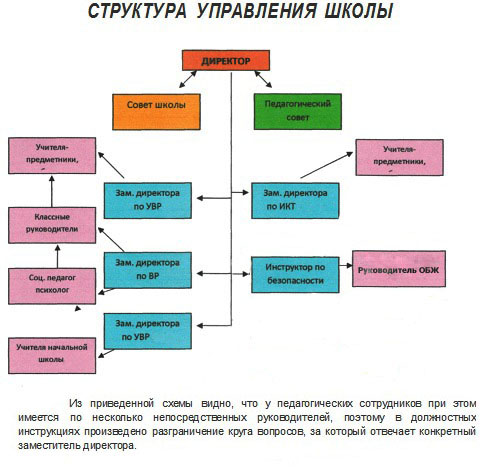 СТРУКТУРА УПРАВЛЕНИЯ ШКОЛЫ
ДИРЕКТОР
Совет школы
Педагогический
совет
Учителя-
предметники,
Учителя-
предметники,
Зам. директора
по УВР
Зам. директора
по ИКТ
Классные
руководители
Зам. директора
по ВР
Инструктор по
безопасности
Руководитель ОБЖ
Соц. педагог
психолог
Зам. директора
по УВР
Учителя начальной
школы
Из приведенной схемы видно, что у педагогических сотрудников при этом
имеется по несколько непосредственных руководителей, поэтому в должностных
инструкциях произведено разграничение круга вопросов, за который отвечает конкретный
заместитель директора.